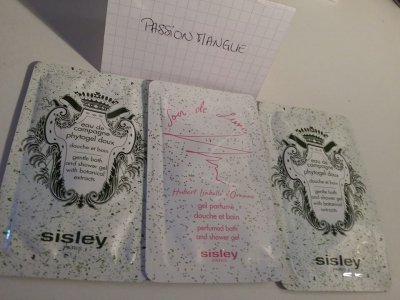 PASSION MANGUE
eau de
campagne
phytogel doux
douche et bain
gentle bath
and shower gel
with botanical
extracts
sisley
PARIS
Soir de Lune
Hubert Isabelle d'Ornano
gel parfumé
douche et bain
perfumed bath
and shower gel
sisley
PARIS
eau de
campagne
phytogel doux
douche et bain
gentle bath
and shower gel
with botanical
extracts
sisley
PARIS